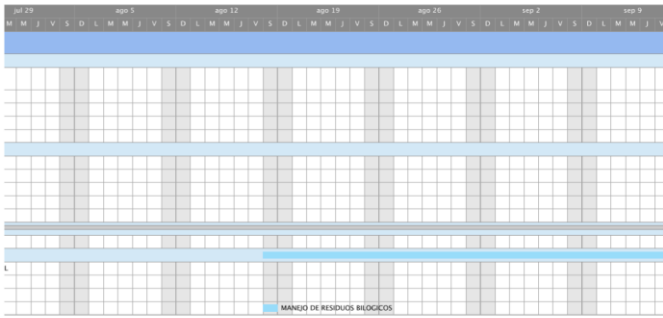 jul 29 ago 5 ago 12 ago 19 ago 26 sep 2 sep 9
M M J V S D L M M J V S D L M M J V S D L M M J V S D L M M J V S D L M M J V S D L M M J V
L
MANEJO DE RESIDUOS BILOGICOS